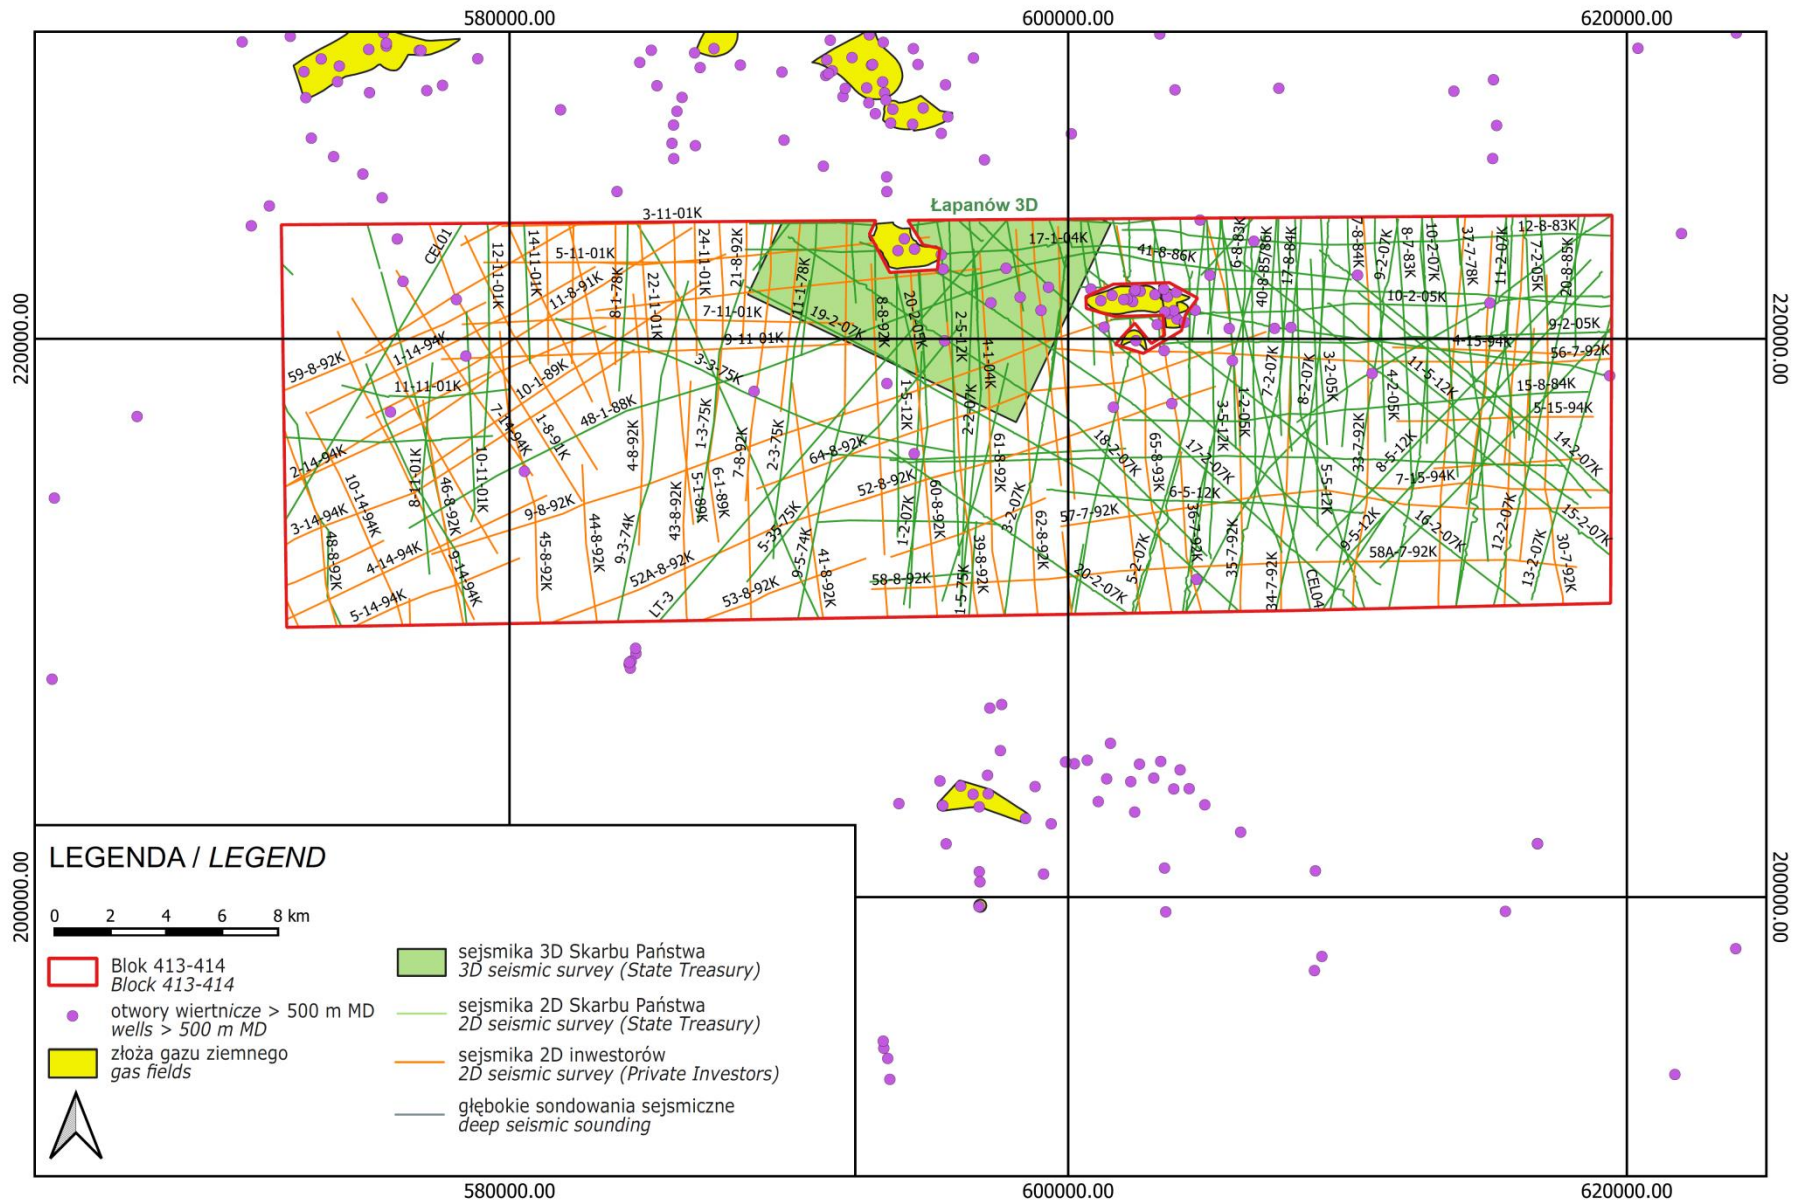 580000.00
600000.00
620000.00
Łapanów 3D
3-11-01K
CEL01
12-11-01K
14-11-01K
5-11-01K
11-8-91K
8-1-78K
22-11-01K
24-11-01K
21-8-92K
7-11-01K
9-11-01K
11-1-78K
19-2-07K
8-8-92K
20-2-05K
2-5-12K
4-1-04K
17-1-04K
41-8-86K
6-8-83K
40-8-85/86K
17-8-84K
7-8-84K
9-2-07K
8-7-83K
10-2-07K
37-7-78K
11-2-07K
12-8-83K
7-2-05K
20-8-85K
10-2-05K
9-2-05K
4-15-94K
56-7-92K
220000.00
220000.00
59-8-92K
1-14-94K
11-11-01K
10-1-89K
48-1-88K
7-14-94K
1-8-91K
3-3-75K
4-8-93K
1-3-75K
7-8-92K
2-3-75K
64-8-92K
1-5-12K
2-2-07K
61-8-92K
18-2-07K
65-8-93K
17-2-07K
3-5-12K
1-2-05K
7-2-07K
8-2-07K
3-2-05K
4-2-05K
11-5-12K
15-8-84K
5-15-94K
33-7-92K
8-5-12K
14-2-07K
2-14-94K
10-14-94K
8-11-01K
46-8-92K
10-11-01K
9-8-92K
3-14-94K
48-8-92K
4-14-94K
5-14-94K
9-14-94K
45-8-92K
44-8-92K
9-3-74K
43-8-92K
5-1-89K
6-1-89K
52A-8-92K
LT-3
53-8-92K
5-35-75K
9-5-74K
41-8-92K
52-8-92K
1-2-07K
60-8-92K
58-8-92K
1-5-75K
39-8-92K
3-2-07K
62-8-92K
57-7-92K
20-2-07K
5-2-07K
6-5-12K
36-7-92K
35-7-92K
34-7-92K
CEL04
5-5-12K
9-5-12K
7-15-94K
16-2-07K
58A-7-92K
12-2-07K
13-2-07K
30-7-92K
15-2-07K
200000.00
200000.00
LEGENDA / LEGEND
0 2 4 6 8 km
Blok 413-414
Block 413-414
otwory wiertnicze > 500 m MD
wells > 500 m MD
złoża gazu ziemnego
gas fields
sejsmika 3D Skarbu Państwa
3D seismic survey (State Treasury)
sejsmika 2D Skarbu Państwa
2D seismic survey (State Treasury)
sejsmika 2D inwestorów
2D seismic survey (Private Investors)
głębokie sondowania sejsmiczne
deep seismic sounding
580000.00
600000.00
620000.00